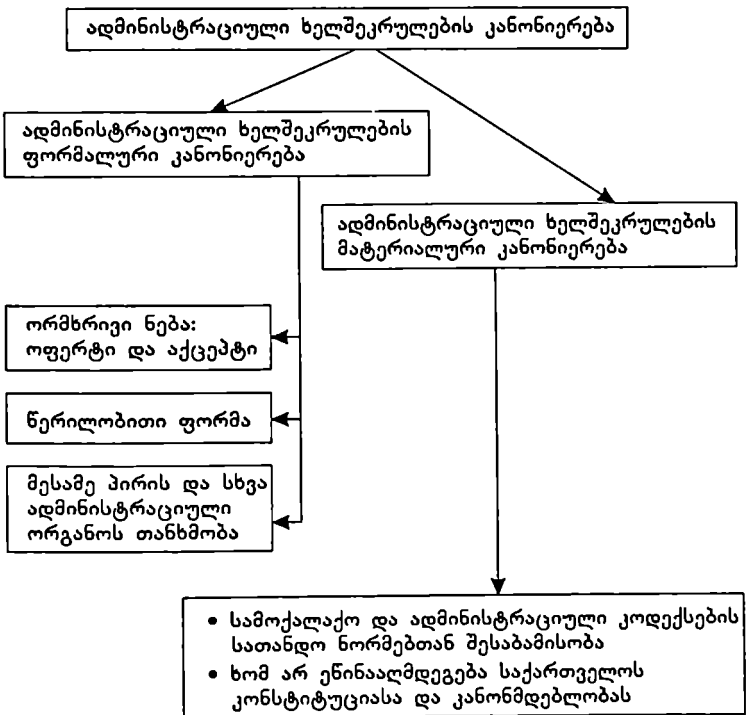 ადმინისტრაციული ხელშეკრულების კანონიერება
ადმინისტრაციული ხელშეკრულების
ფორმალური კანონიერება
ადმინისტრაციული ხელშეკრულების
მატერიალური კანონიერება
ორმხრივი ნება:
ოფერტი და აქცეპტი
წერილობითი ფორმა
მესამე პირის და სხვა
ადმინისტრაციული
ორგანოს თანხმობა
• სამოქალაქო და ადმინისტრაციული კოდექსების
სათანდო ნორმებთან შესაბამისობა
• ხომ არ ეწინააღმდეგება საქართველოს
კონსტიტუციასა და კანონმდებლობას